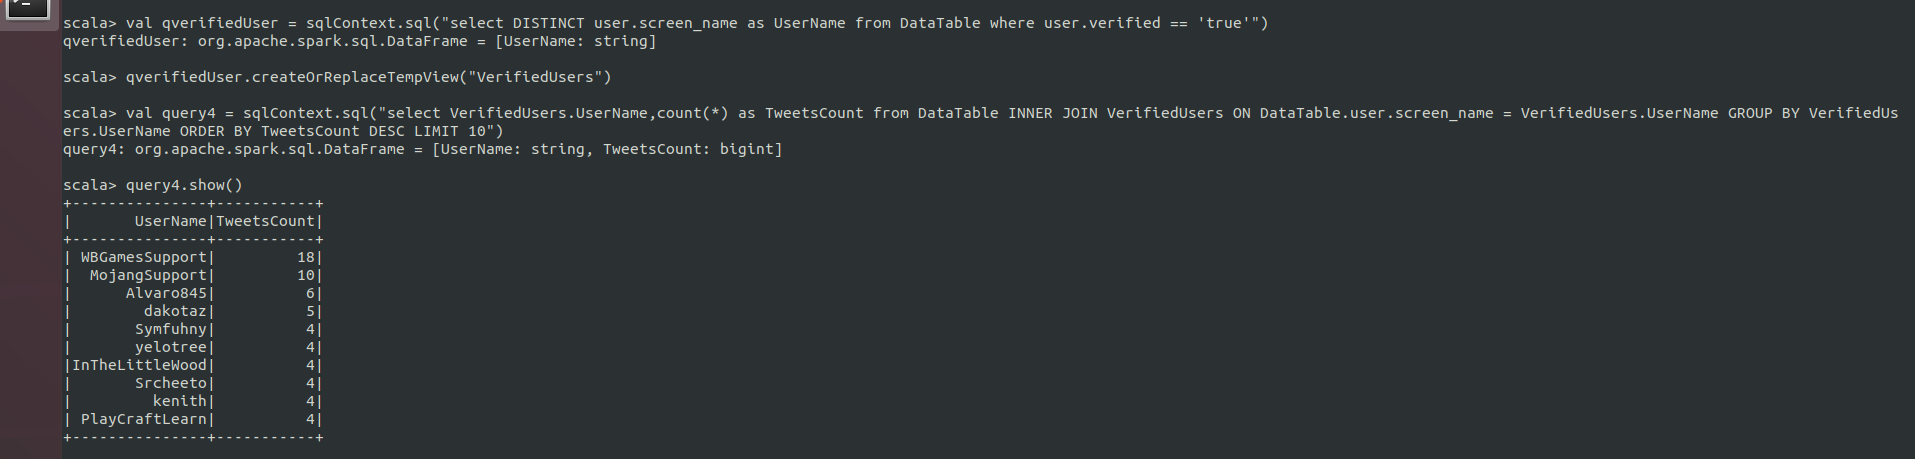 scala> val qverifiedUser = sqlContext.sql("select DISTINCT user.screen_name as UserName from DataTable where user.verified == 'true'")
qverifiedUser: org.apache.spark.sql.DataFrame = [UserName: string]
scala> qverifiedUser.createOrReplaceTempView("VerifiedUsers")
scala> val query4 = sqlContext.sql("select VerifiedUsers.UserName,count(*) as TweetsCount from DataTable INNER JOIN VerifiedUsers ON DataTable.user.screen_name = VerifiedUsers.UserName GROUP BY VerifiedUs
ers.UserName ORDER BY TweetsCount DESC LIMIT 10")
query4: org.apache.spark.sql.DataFrame = [UserName: string, TweetsCount: bigint]
scala> query4.show()
+---------------+-----------+
|       UserName|TweetsCount|
+---------------+-----------+
| WBGamesSupport|         18|
|  MojangSupport|         10|
|      Alvaro845|          6|
|        dakotaz|          5|
|       Symfuhny|          4|
|       yelotree|          4|
|InTheLittleWood|          4|
|       Srcheeto|          4|
|         kenith|          4|
| PlayCraftLearn|          4|
+---------------+-----------+